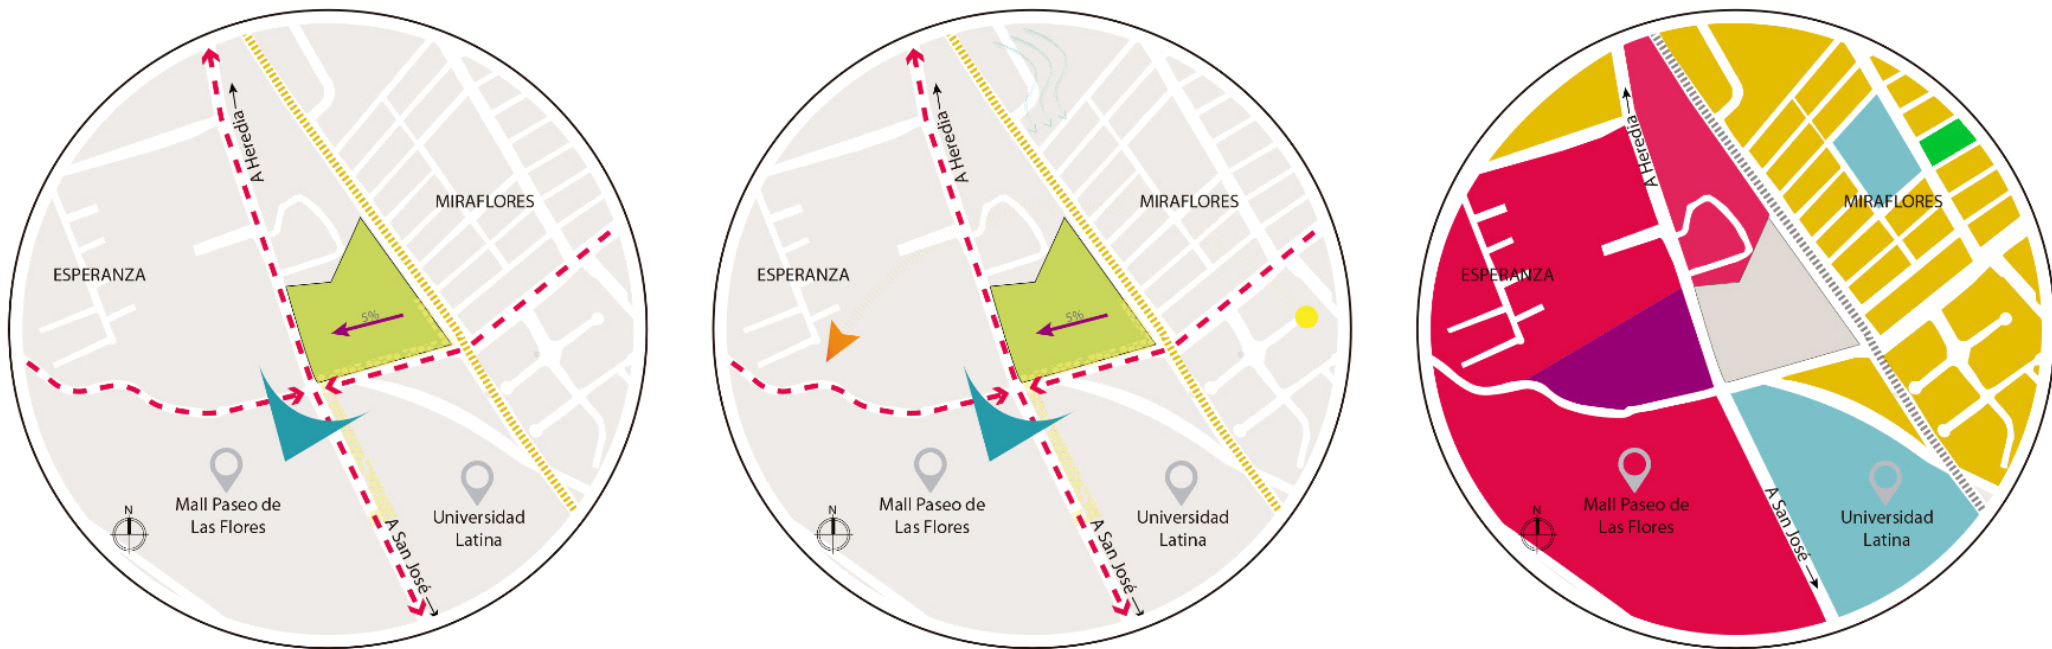 A Heredia
MIRAFLORES
ESPERANZA
5%
Mall Paseo de
Las Flores
Universidad
Latina
N
A San José
A Heredia
MIRAFLORES
ESPERANZA
5%
Mall Paseo de
Las Flores
Universidad
Latina
N
A San José
A Heredia
MIRAFLORES
ESPERANZA
Mall Paseo de
Las Flores
Universidad
Latina
N
A San José